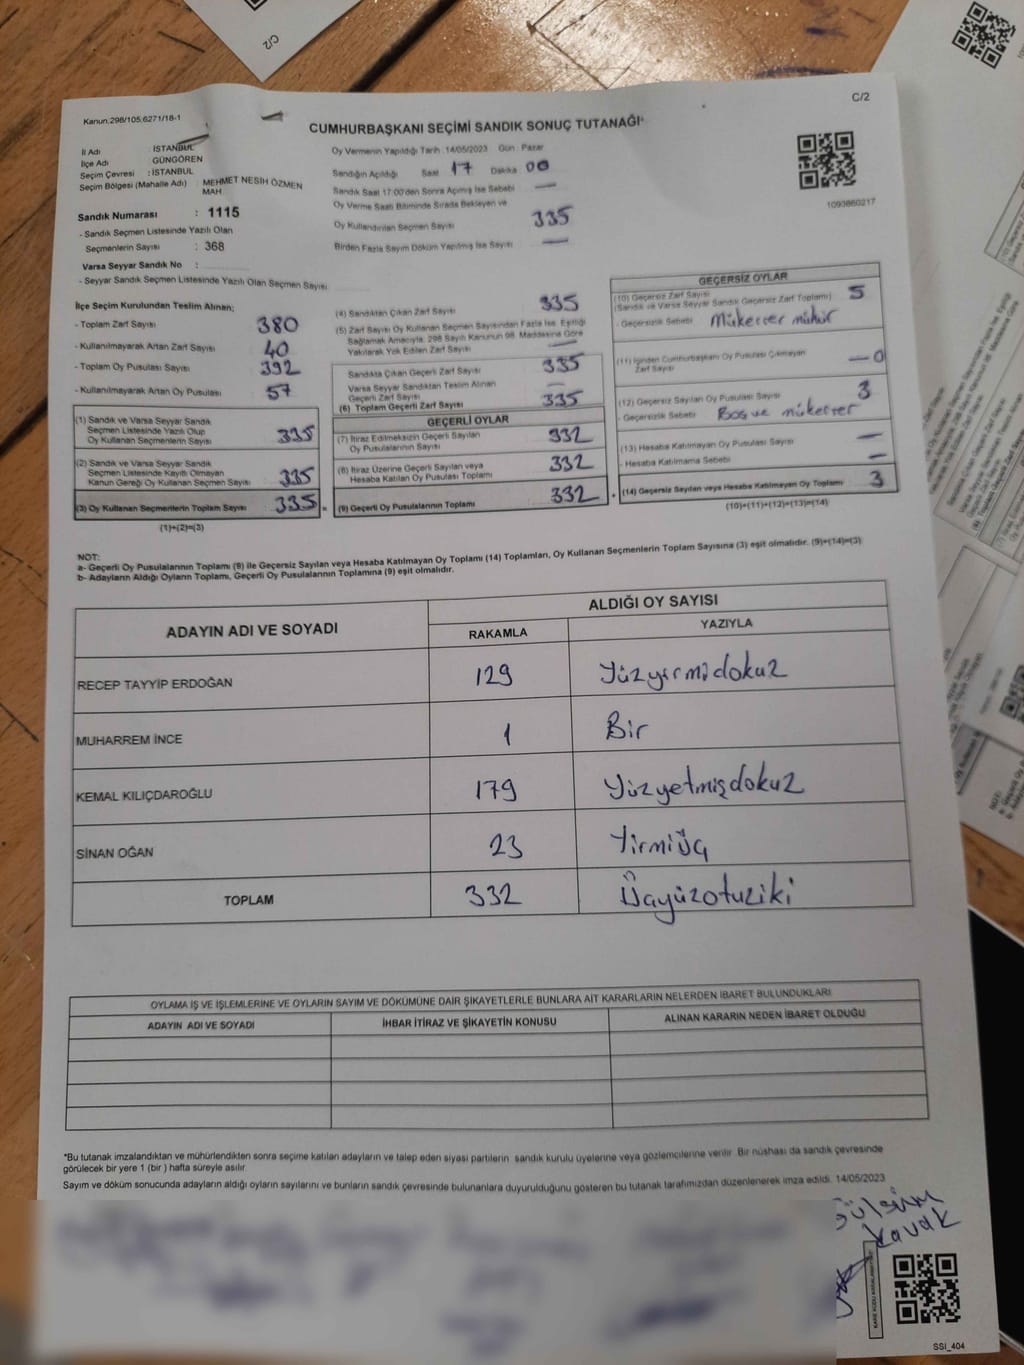 C/2
C/2
Kanun:298/105,6271/18-1
CUMHURBAŞKANI SEÇİMİ SANDIK SONUÇ TUTANAĞI
İl Adı : İSTANBUL
İlçe Adı : GÜNGÖREN
Seçim Çevresi : İSTANBUL
Seçim Bölgesi (Mahalle Adı) : MEHMET NESİH ÖZMEN MAH
Sandık Numarası : 1115
- Sandık Seçmen Listesinde Yazılı Olan
Seçmenlerin Sayısı : 368
Varsa Seyyar Sandık No :
- Seyyar Sandık Seçmen Listesinde Yazılı Olan Seçmen Sayısı
Oy Vermenin Yapıldığı Tarih :14/05/2023 Gün : Pazar
Sandığın Açıldığı Saat 17 Dakika 00
Sandık Saat 17:00'den Sonra Açımış İse Sebebi —
Oy Verme Saati Bitiminde Sırada Bekleyen ve
Oy Kullandırılan Seçmen Sayısı 335
Birden Fazla Sayım Döküm Yapılmış İse Sayısı —
1093860217
İlçe Seçim Kurulundan Teslim Alınan;
- Toplam Zarf Sayısı 380
- Kullanılmayarak Artan Zarf Sayısı 40
- Toplam Oy Pusulası Sayısı 392
- Kullanılmayarak Artan Oy Pusulası 57
(1) Sandık ve Varsa Seyyar Sandık
Seçmen Listesinde Yazılı Olup
Oy Kullanan Seçmenlerin Sayısı 335
(2) Sandık ve Varsa Seyyar Sandık
Seçmen Listesinde Kayıtlı Olmayan
Kanun Gereği Oy Kullanan Seçmen Sayısı 335
(3) Oy Kullanan Seçmenlerin Toplam Sayısı 335
(1)+(2)=(3)
(4) Sandıktan Çıkan Zarf Sayısı 335
(5) Zarf Sayısı Oy Kullanan Seçmen Sayısından Fazla İse, Eşitliği
Sağlamak Amacıyla, 298 Sayılı Kanunun 98. Maddesine Göre
Yakılarak Yok Edilen Zarf Sayısı —
Sandıkta Çıkan Geçerli Zarf Sayısı 335
Varsa Seyyar Sandıktan Teslim Alınan
Geçerli Zarf Sayısı —
(6) Toplam Geçerli Zarf Sayısı 335
GEÇERLİ OYLAR
(7) İtiraz Edilmeksizin Geçerli Sayılan
Oy Pusulalarının Sayısı 332
(8) İtiraz Üzerine Geçerli Sayılan veya
Hesaba Katılan Oy Pusulası Toplamı 332
(9) Geçerli Oy Pusulalarının Toplamı 332
GEÇERSİZ OYLAR
(10) Geçersiz Zarf Sayısı 5
(Sandık ve Varsa Seyyar Sandık Geçersiz Zarf Toplamı)
- Geçersizlik Sebebi Mükerrer mühür
(11) İçinden Cumhurbaşkanı Oy Pusulası Çıkmayan
Zarf Sayısı — 0
(12) Geçersiz Sayılan Oy Pusulası Sayısı 3
- Geçersizlik Sebebi Boş ve mükerrer
(13) Hesaba Katılmayan Oy Pusulası Sayısı —
- Hesaba Katılmama Sebebi —
(14) Geçersiz Sayılan veya Hesaba Katılmayan Oy Toplamı 3
(10)+(11)+(12)+(13)=(14)
NOT:
a- Geçerli Oy Pusulalarının Toplamı (9) ile Geçersiz Sayılan veya Hesaba Katılmayan Oy Toplamı (14) Toplamları, Oy Kullanan Seçmenlerin Toplam Sayısına (3) eşit olmalıdır. (9)+(14)=(3)
b- Adayların Aldığı Oyların Toplamı, Geçerli Oy Pusulalarının Toplamına (9) eşit olmalıdır.
ADAYIN ADI VE SOYADI
ALDIĞI OY SAYISI
RAKAMLA YAZIYLA
RECEP TAYYİP ERDOĞAN 129 Yüzyirmidokuz
MUHARREM İNCE 1 Bir
KEMAL KILIÇDAROĞLU 179 Yüzyetmişdokuz
SİNAN OĞAN 23 Yirmiüç
TOPLAM 332 Üçyüzotuziki
OYLAMA İŞ VE İŞLEMLERİNE VE OYLARIN SAYIM VE DÖKÜMÜNE DAİR ŞİKAYETLERLE BUNLARA AİT KARARLARIN NELERDEN İBARET BULUNDUKLARI
ADAYIN ADI VE SOYADI İHBAR İTİRAZ VE ŞİKAYETİN KONUSU ALINAN KARARIN NEDEN İBARET OLDUĞU
*Bu tutanak imzalandıktan ve mühürlendikten sonra seçime katılan adayların ve talep eden siyasi partilerin sandık kurulu üyelerine veya gözlemcilerine verilir. Bir nüshası da sandık çevresinde
görülecek bir yere 1 (bir ) hafta süreyle asılır.
Sayım ve döküm sonucunda adayların aldığı oyların sayılarını ve bunların sandık çevresinde bulunanlara duyurulduğunu gösteren bu tutanak tarafımızdan düzenlenerek imza edildi. 14/05/2023
Gülsüm
Kavak
SSİ_404